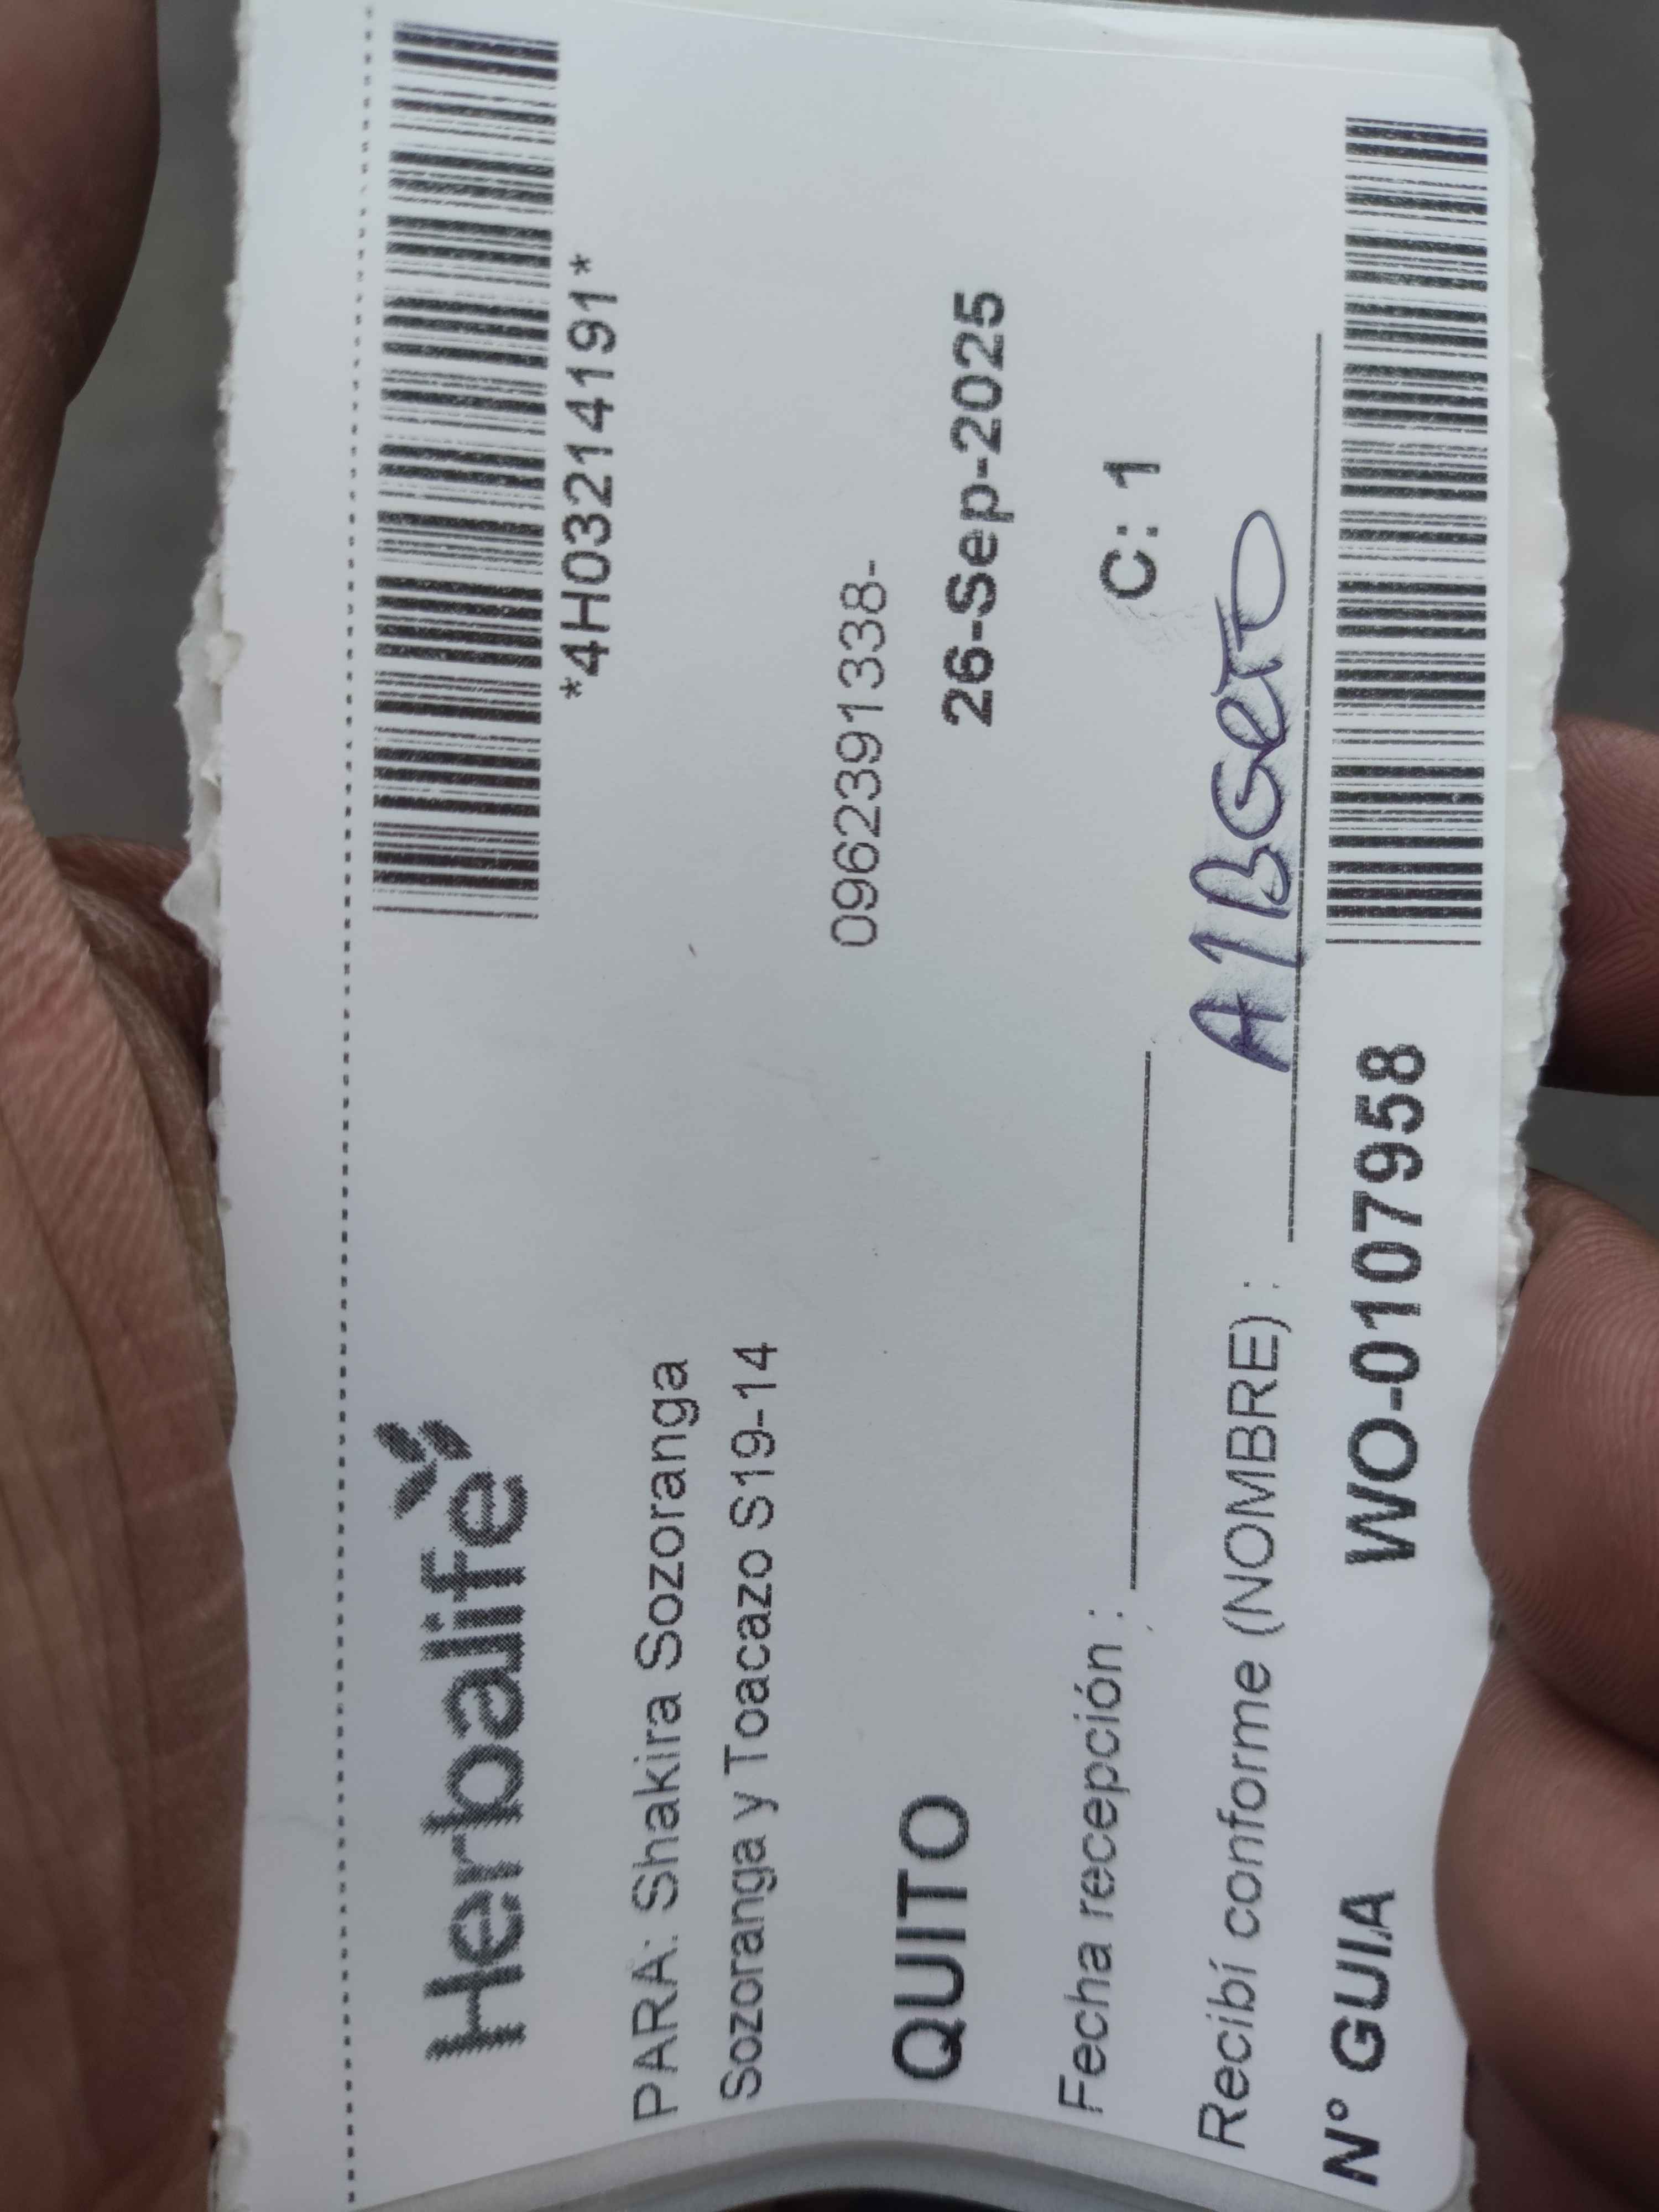 Herbalife
*4H03214191*
PARA: Shakira Sozoranga
Sozoranga y Toacazo S19-14
0962391338-
QUITO
26-Sep-2025
Fecha recepción :
C: 1
Recibí conforme (NOMBRE) : AlBGeTO
N° GUIA WO-0107958